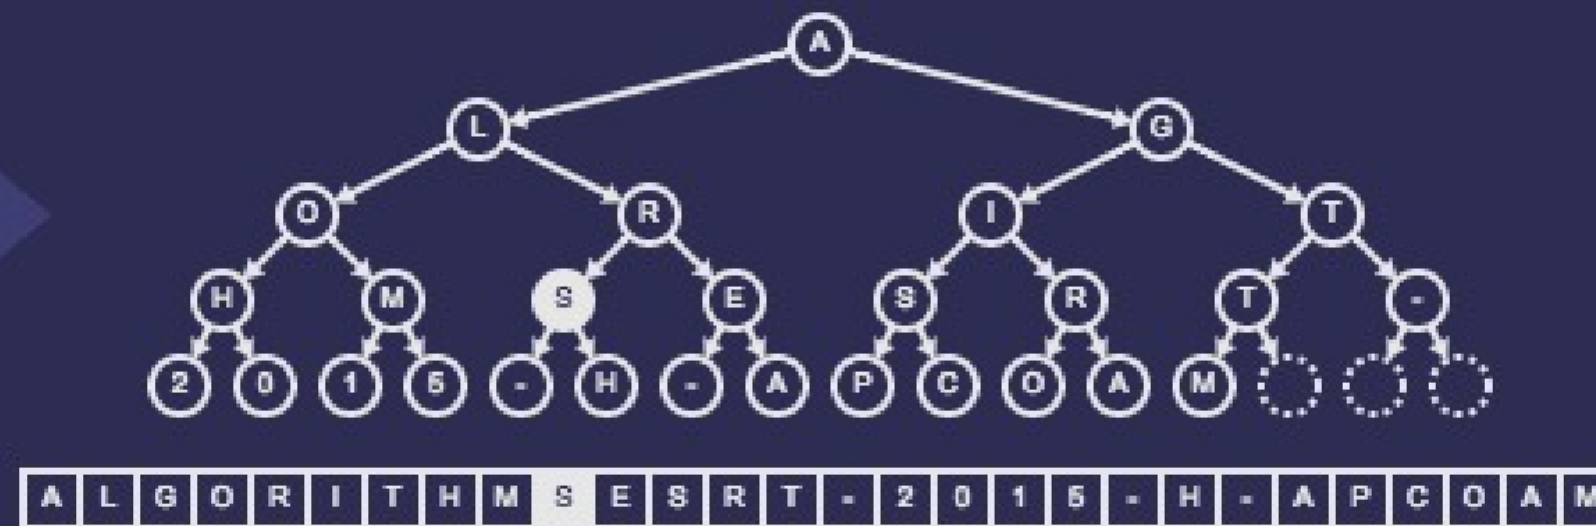 A
L G
O R I T
H M S E S R T -
2 0 1 5 - H - A P C O A M
A L G O R I T H M S E S R T - 2 0 1 5 - H - A P C O A M